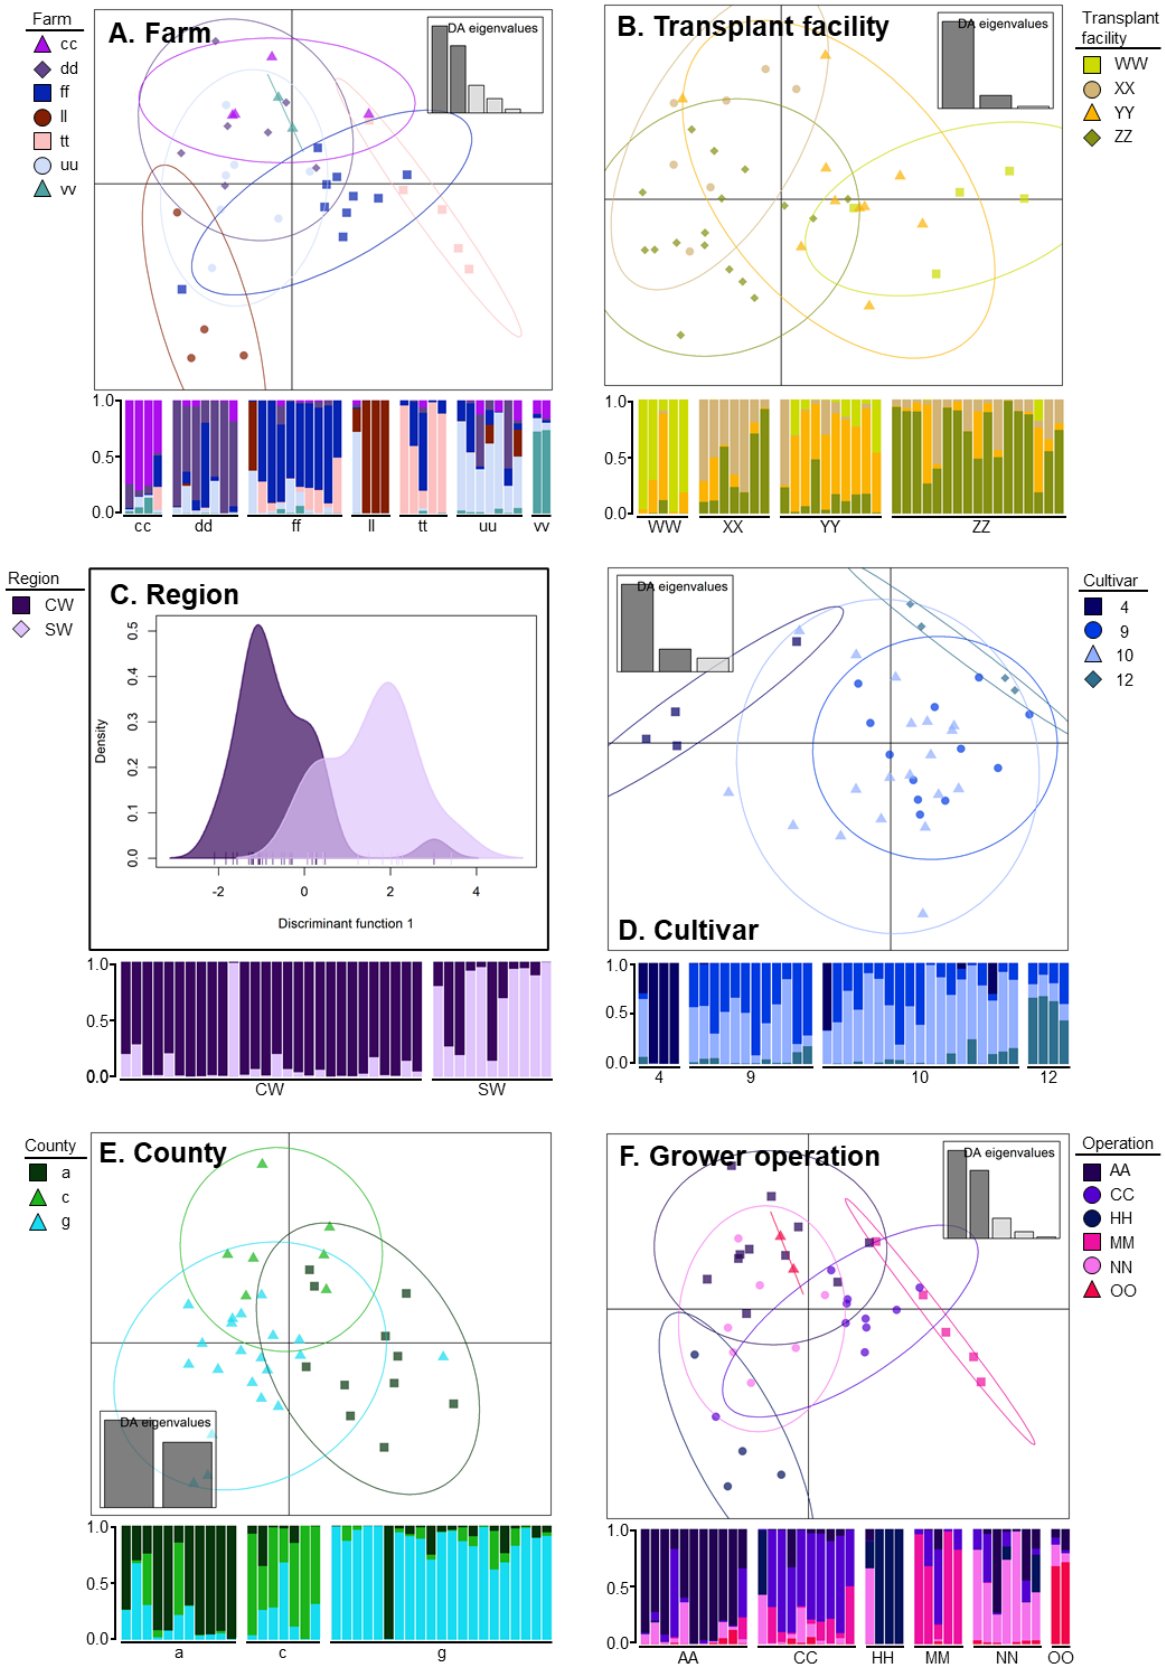 Farm
cc
dd
ff
ll
tt
uu
vv
A. Farm
DA eigenvalues
1.0
0.5
0.0
cc dd ff ll tt uu vv
B. Transplant facility
DA eigenvalues
Transplant
facility
WW
XX
YY
ZZ
1.0
0.5
0.0
WW XX YY ZZ
Region
CW
SW
C. Region
Density
0.5
0.4
0.3
0.2
0.1
0.0
-2 0 2 4
Discriminant function 1
1.0
0.5
0.0
CW SW
DA eigenvalues
D. Cultivar
Cultivar
4
9
10
12
1.0
0.5
0.0
4 9 10 12
County
a
c
g
E. County
DA eigenvalues
1.0
0.5
0.0
a c g
F. Grower operation
DA eigenvalues
Operation
AA
CC
HH
MM
NN
OO
1.0
0.5
0.0
AA CC HH MM NN OO